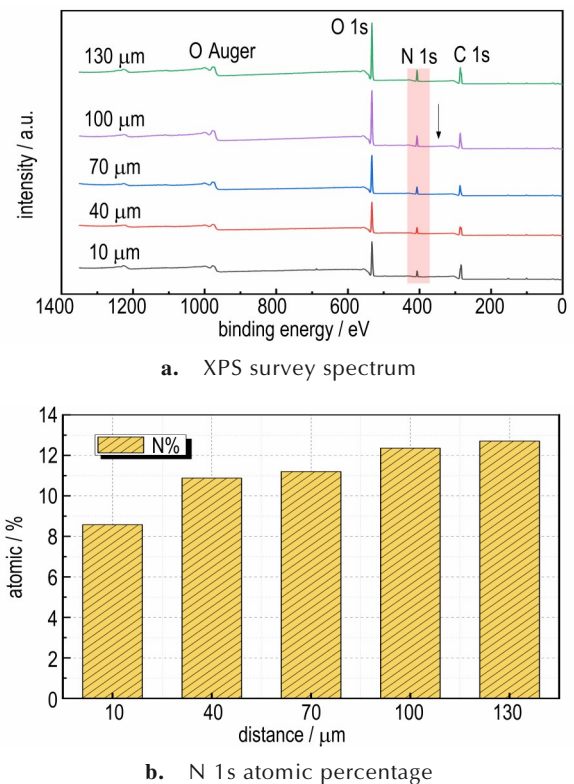 O 1s
130 μm
O Auger
N 1s
C 1s
100 μm
70 μm
40 μm
10 μm
intensity / a.u.
1400 1200 1000 800 600 400 200 0
binding energy / eV
a. XPS survey spectrum
14
12
10
8
6
4
2
0
N%
atomic / %
10 40 70 100 130
distance / μm
b. N 1s atomic percentage